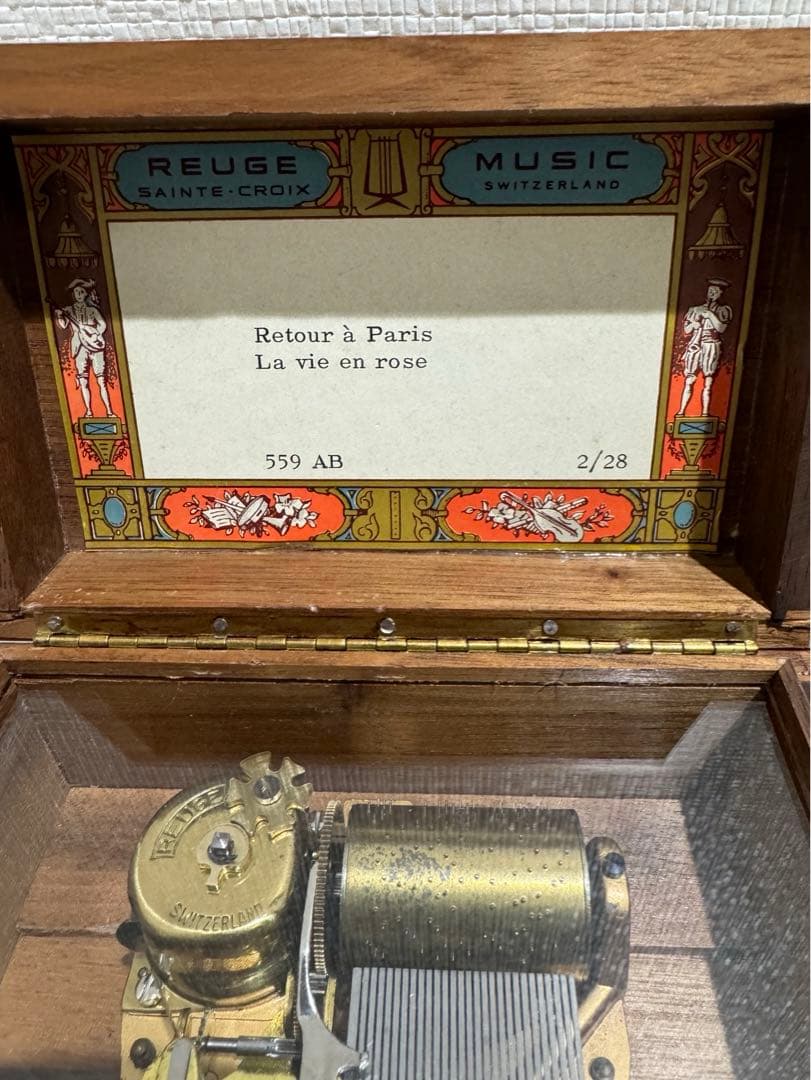 REUGE
SAINTE-CROIX
MUSIC
SWITZERLAND
Retour à Paris
La vie en rose
559 AB
2/28
REUGE
SWITZERLAND